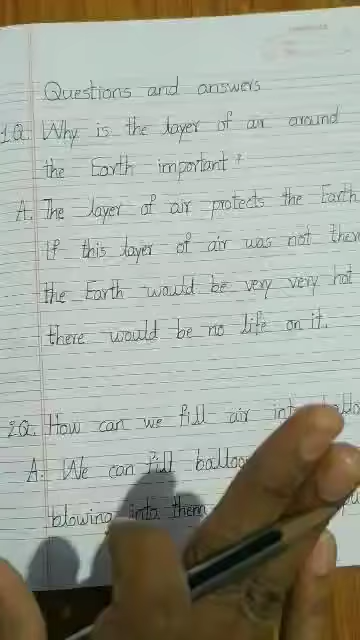 Questions and answers
1Q. Why is the layer of air around
the Earth important?
A. The layer of air protects the Earth
If this layer of air was not
the Earth would be very very hot
there would be no life on it.
2Q. How can we fill air into
A. We can fill
blowing into them